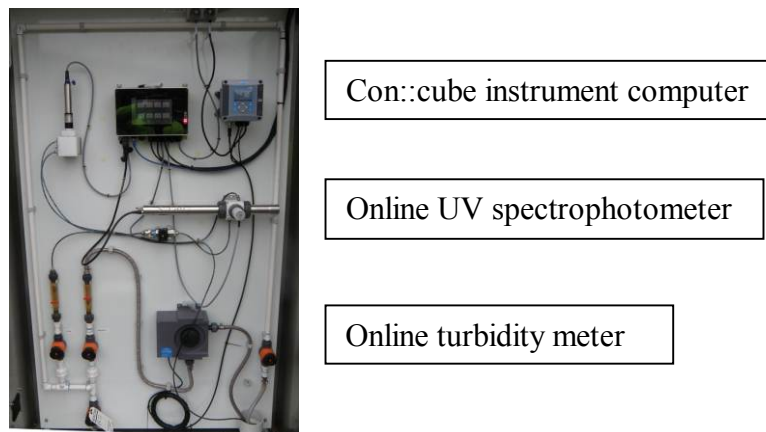 Con::cube instrument computer
Online UV spectrophotometer
Online turbidity meter